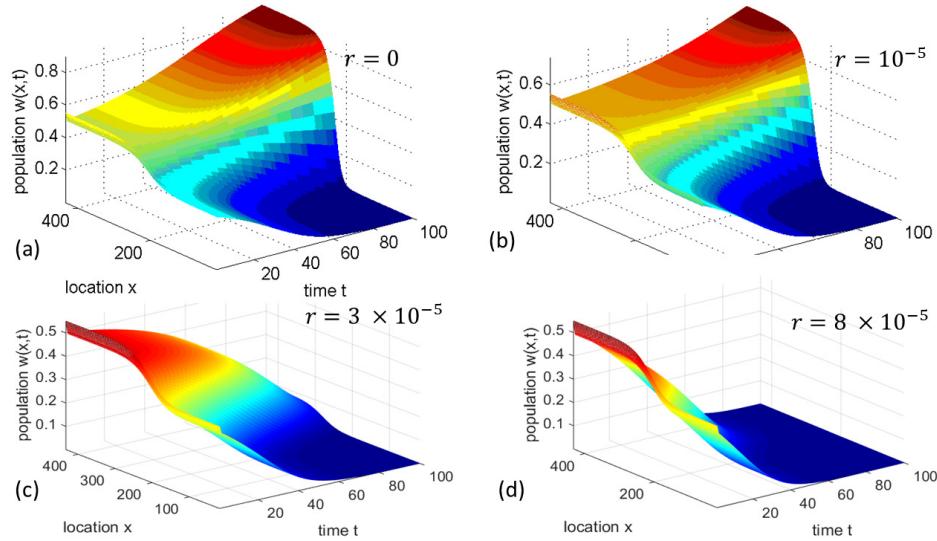 r = 0
population w(x,t)
0.8
0.6
0.4
0.2
400
200
20
40
60
80
100
(a)
location x
time t
r = 10⁻⁵
population w(x,t)
0.6
0.4
0.2
400
80
100
(b)
r = 3 × 10⁻⁵
population w(x,t)
0.5
0.4
0.3
0.2
0.1
400
300
200
100
20
40
60
80
100
(c)
location x
time t
r = 8 × 10⁻⁵
population w(x,t)
0.5
0.4
0.3
0.2
0.1
400
200
20
40
60
80
100
(d)
location x
time t